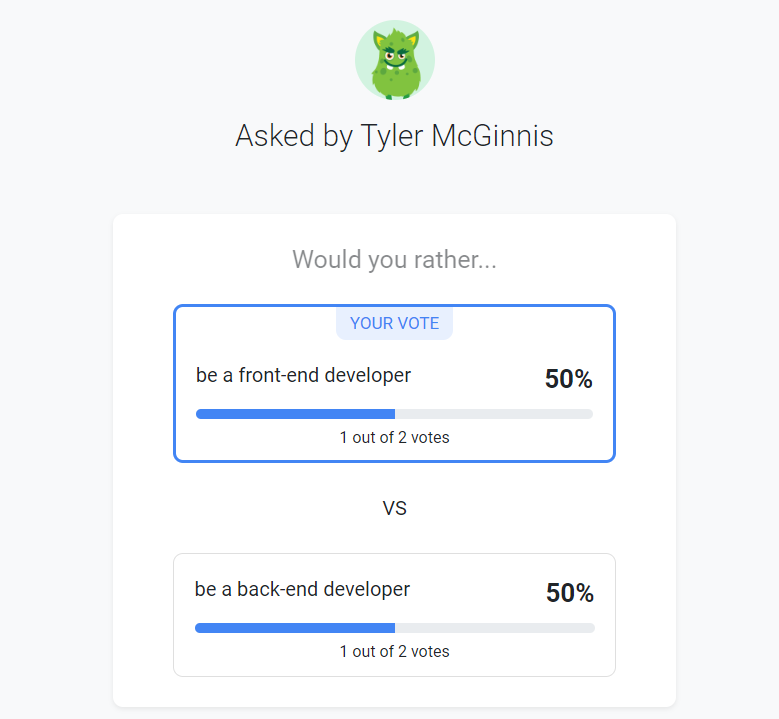 Asked by Tyler McGinnis
Would you rather...
YOUR VOTE
be a front-end developer
50%
1 out of 2 votes
VS
be a back-end developer
50%
1 out of 2 votes